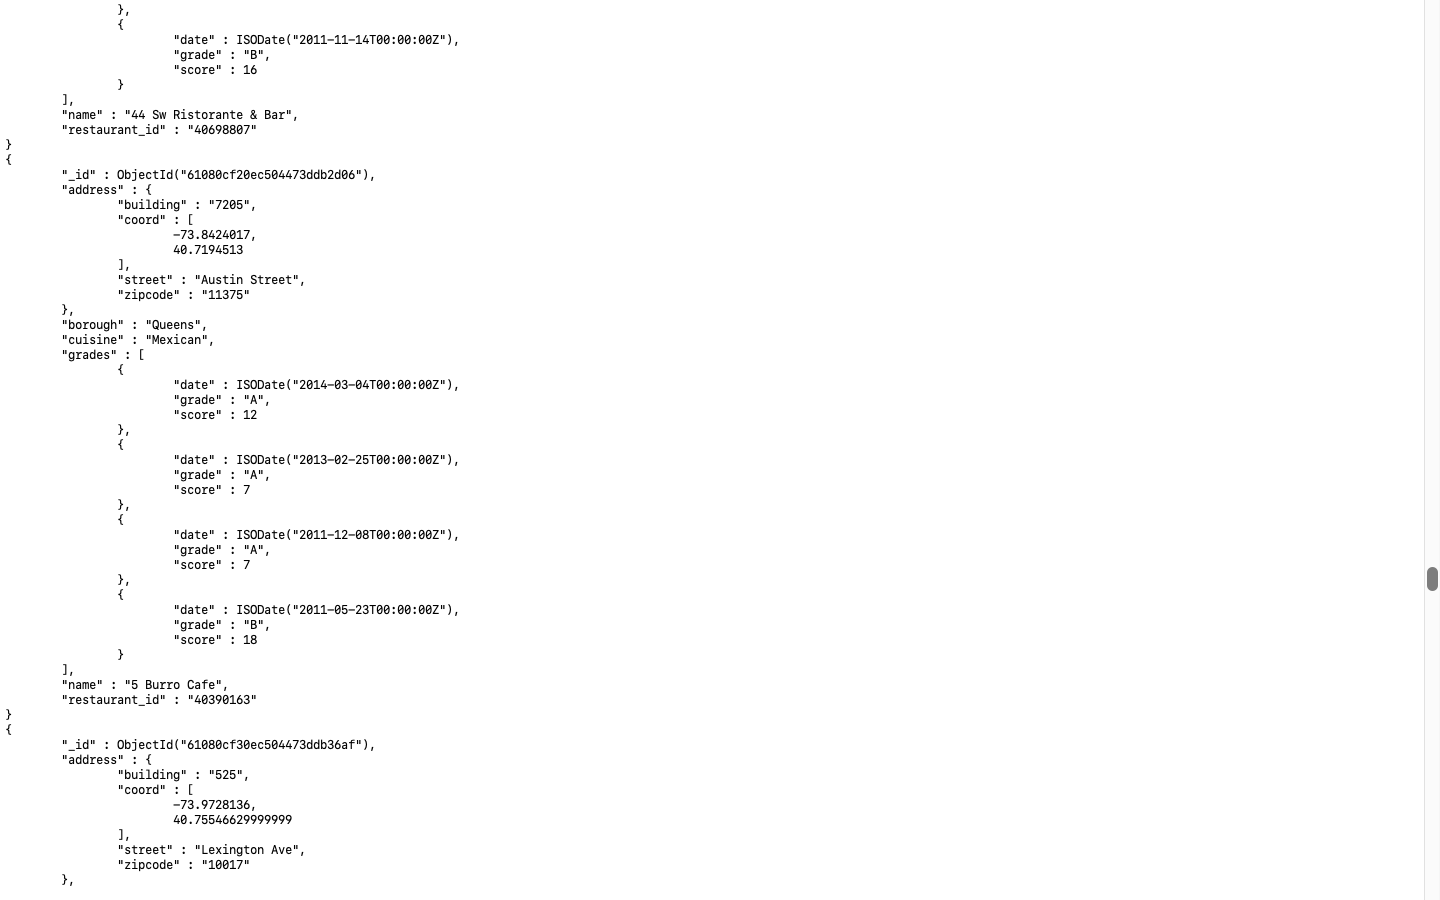 },
{
"date" : ISODate("2011-11-14T00:00:00Z"),
"grade" : "B",
"score" : 16
}
],
"name" : "44 Sw Ristorante & Bar",
"restaurant_id" : "40698807"
}
{
"_id" : ObjectId("61080cf20ec504473ddb2d06"),
"address" : {
"building" : "7205",
"coord" : [
-73.8424017,
40.7194513
],
"street" : "Austin Street",
"zipcode" : "11375"
},
"borough" : "Queens",
"cuisine" : "Mexican",
"grades" : [
{
"date" : ISODate("2014-03-04T00:00:00Z"),
"grade" : "A",
"score" : 12
},
{
"date" : ISODate("2013-02-25T00:00:00Z"),
"grade" : "A",
"score" : 7
},
{
"date" : ISODate("2011-12-08T00:00:00Z"),
"grade" : "A",
"score" : 7
},
{
"date" : ISODate("2011-05-23T00:00:00Z"),
"grade" : "B",
"score" : 18
}
],
"name" : "5 Burro Cafe",
"restaurant_id" : "40390163"
}
{
"_id" : ObjectId("61080cf30ec504473ddb36af"),
"address" : {
"building" : "525",
"coord" : [
-73.9728136,
40.75546629999999
],
"street" : "Lexington Ave",
"zipcode" : "10017"
},